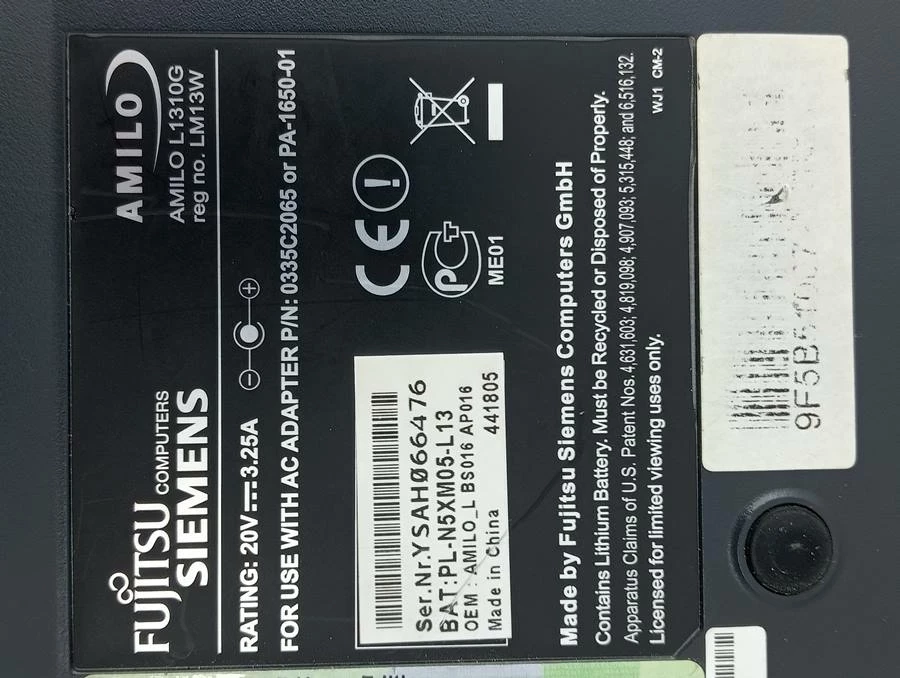 FUJITSU COMPUTERS
SIEMENS
AMILO
AMILO L1310G
reg no. LM13W
RATING: 20V 3.25A
FOR USE WITH AC ADAPTER P/N: 0335C2065 or PA-1650-01
CE
PCT
ME01
Ser.Nr.YSAH066476
BAT:PL-N5XM05-L13
OEM : AMILO_L BS016 AP016
Made in China 441805
Made by Fujitsu Siemens Computers GmbH
Contains Lithium Battery. Must be Recycled or Disposed of Properly.
Apparatus Claims of U.S. Patent Nos. 4,631,603; 4,819,098; 4,907,093; 5,315,448; and 6,516,132.
Licensed for limited viewing uses only.
WJ1 CM-2